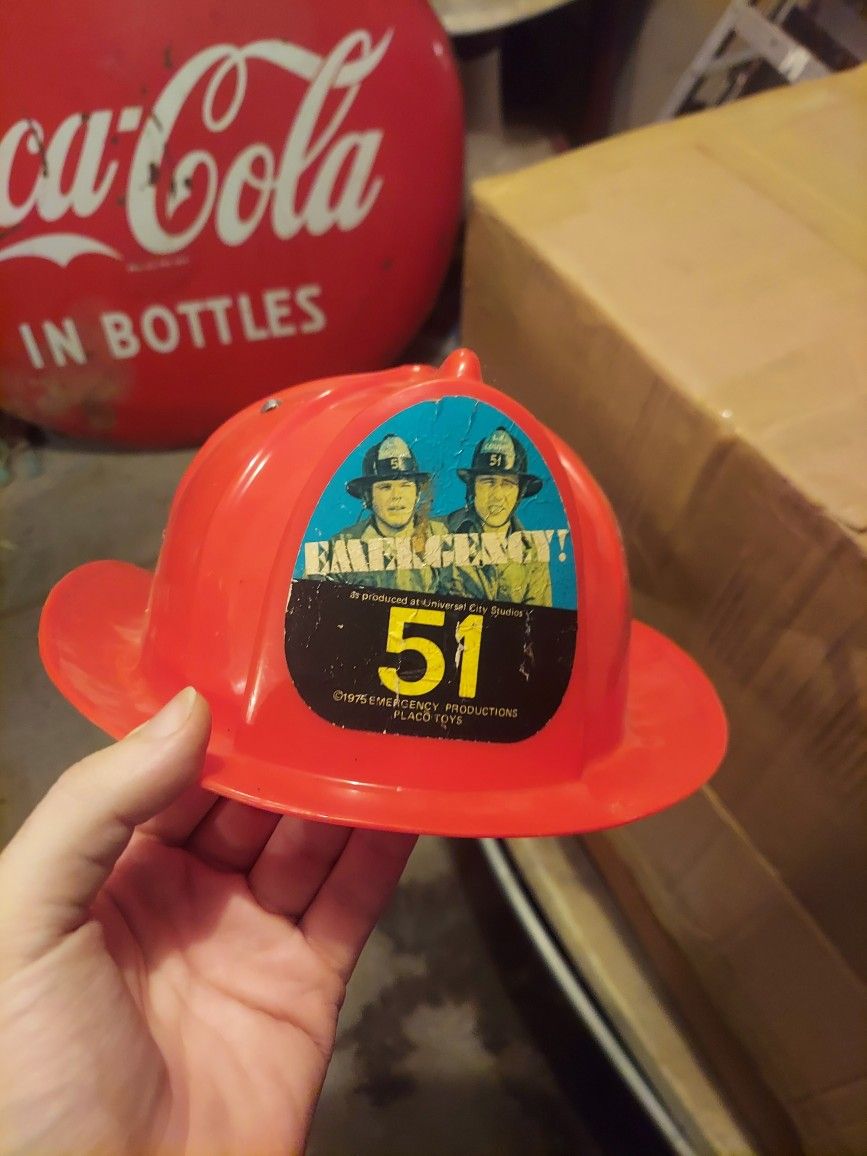 ca-Cola
IN BOTTLES
51
51
EMERGENCY!
as produced at Universal City Studios
51
©1975 EMERGENCY PRODUCTIONS
PLACO TOYS